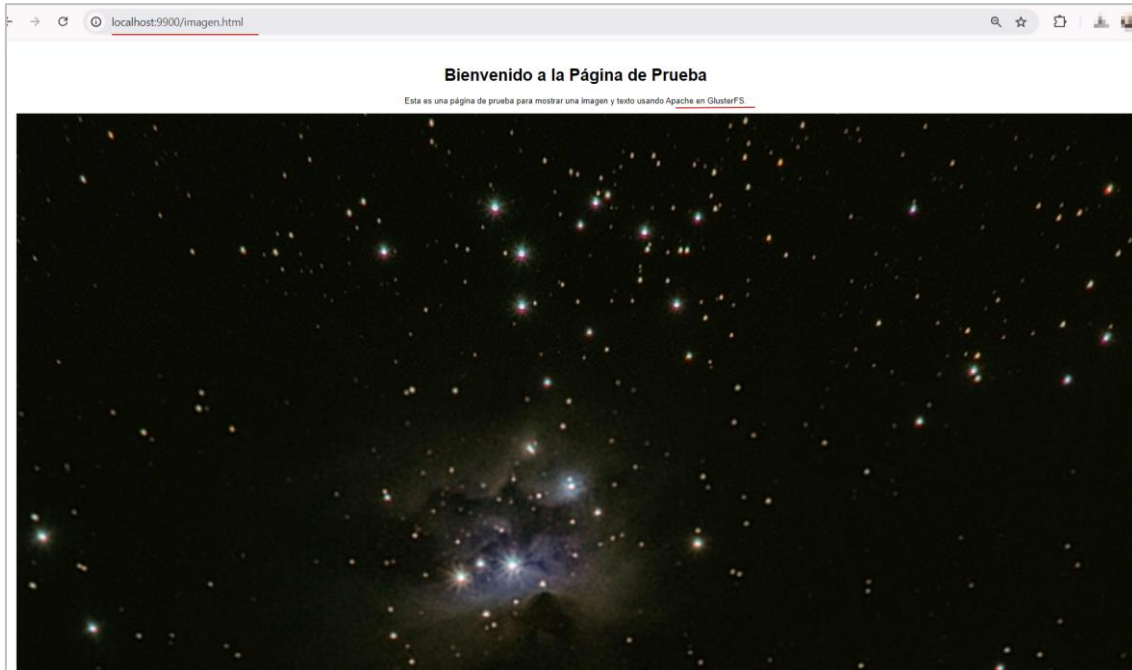 localhost:9900/imagen.html
Bienvenido a la Página de Prueba
Esta es una página de prueba para mostrar una imagen y texto usando Apache en GlusterFS.